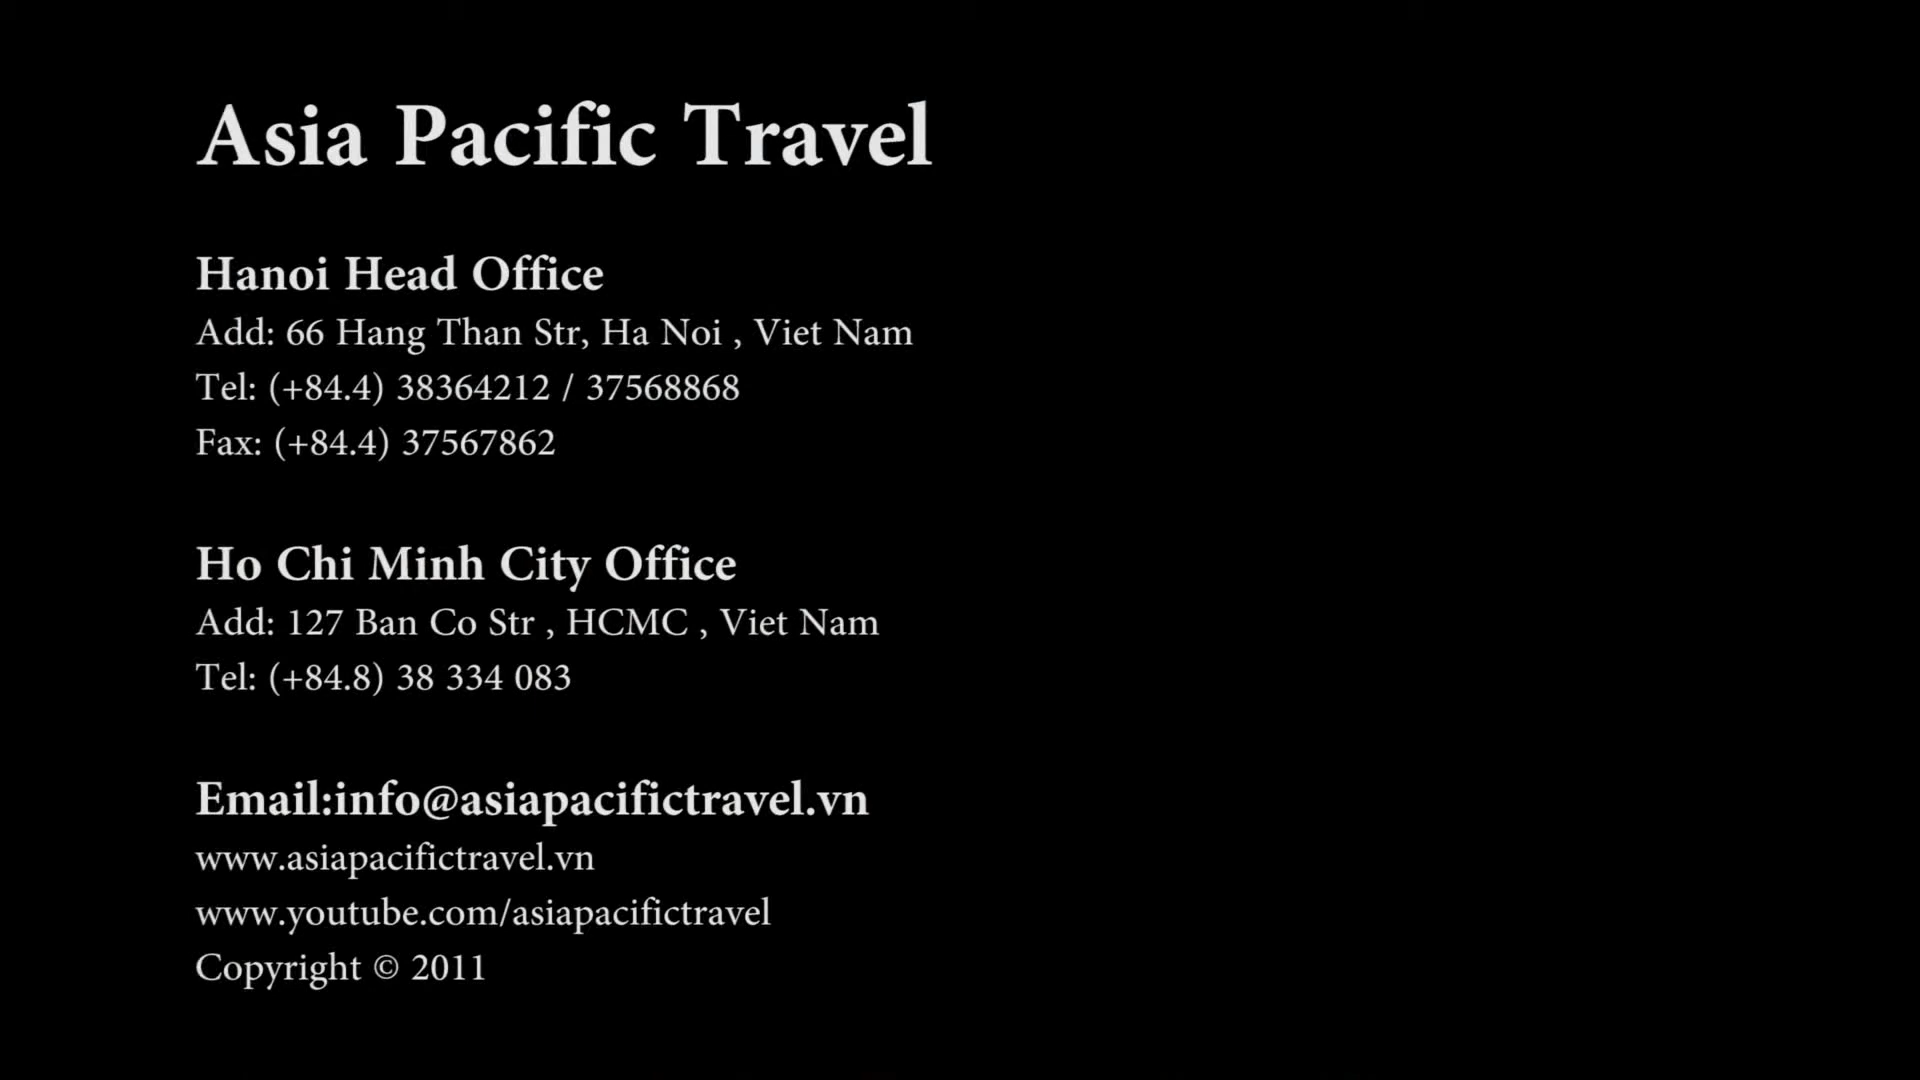 Asia Pacific Travel
Hanoi Head Office
Add: 66 Hang Than Str, Ha Noi , Viet Nam
Tel: (+84.4) 38364212 / 37568868
Fax: (+84.4) 37567862
Ho Chi Minh City Office
Add: 127 Ban Co Str , HCMC , Viet Nam
Tel: (+84.8) 38 334 083
Email:info@asiapacifictravel.vn
www.asiapacifictravel.vn
www.youtube.com/asiapacifictravel
Copyright © 2011